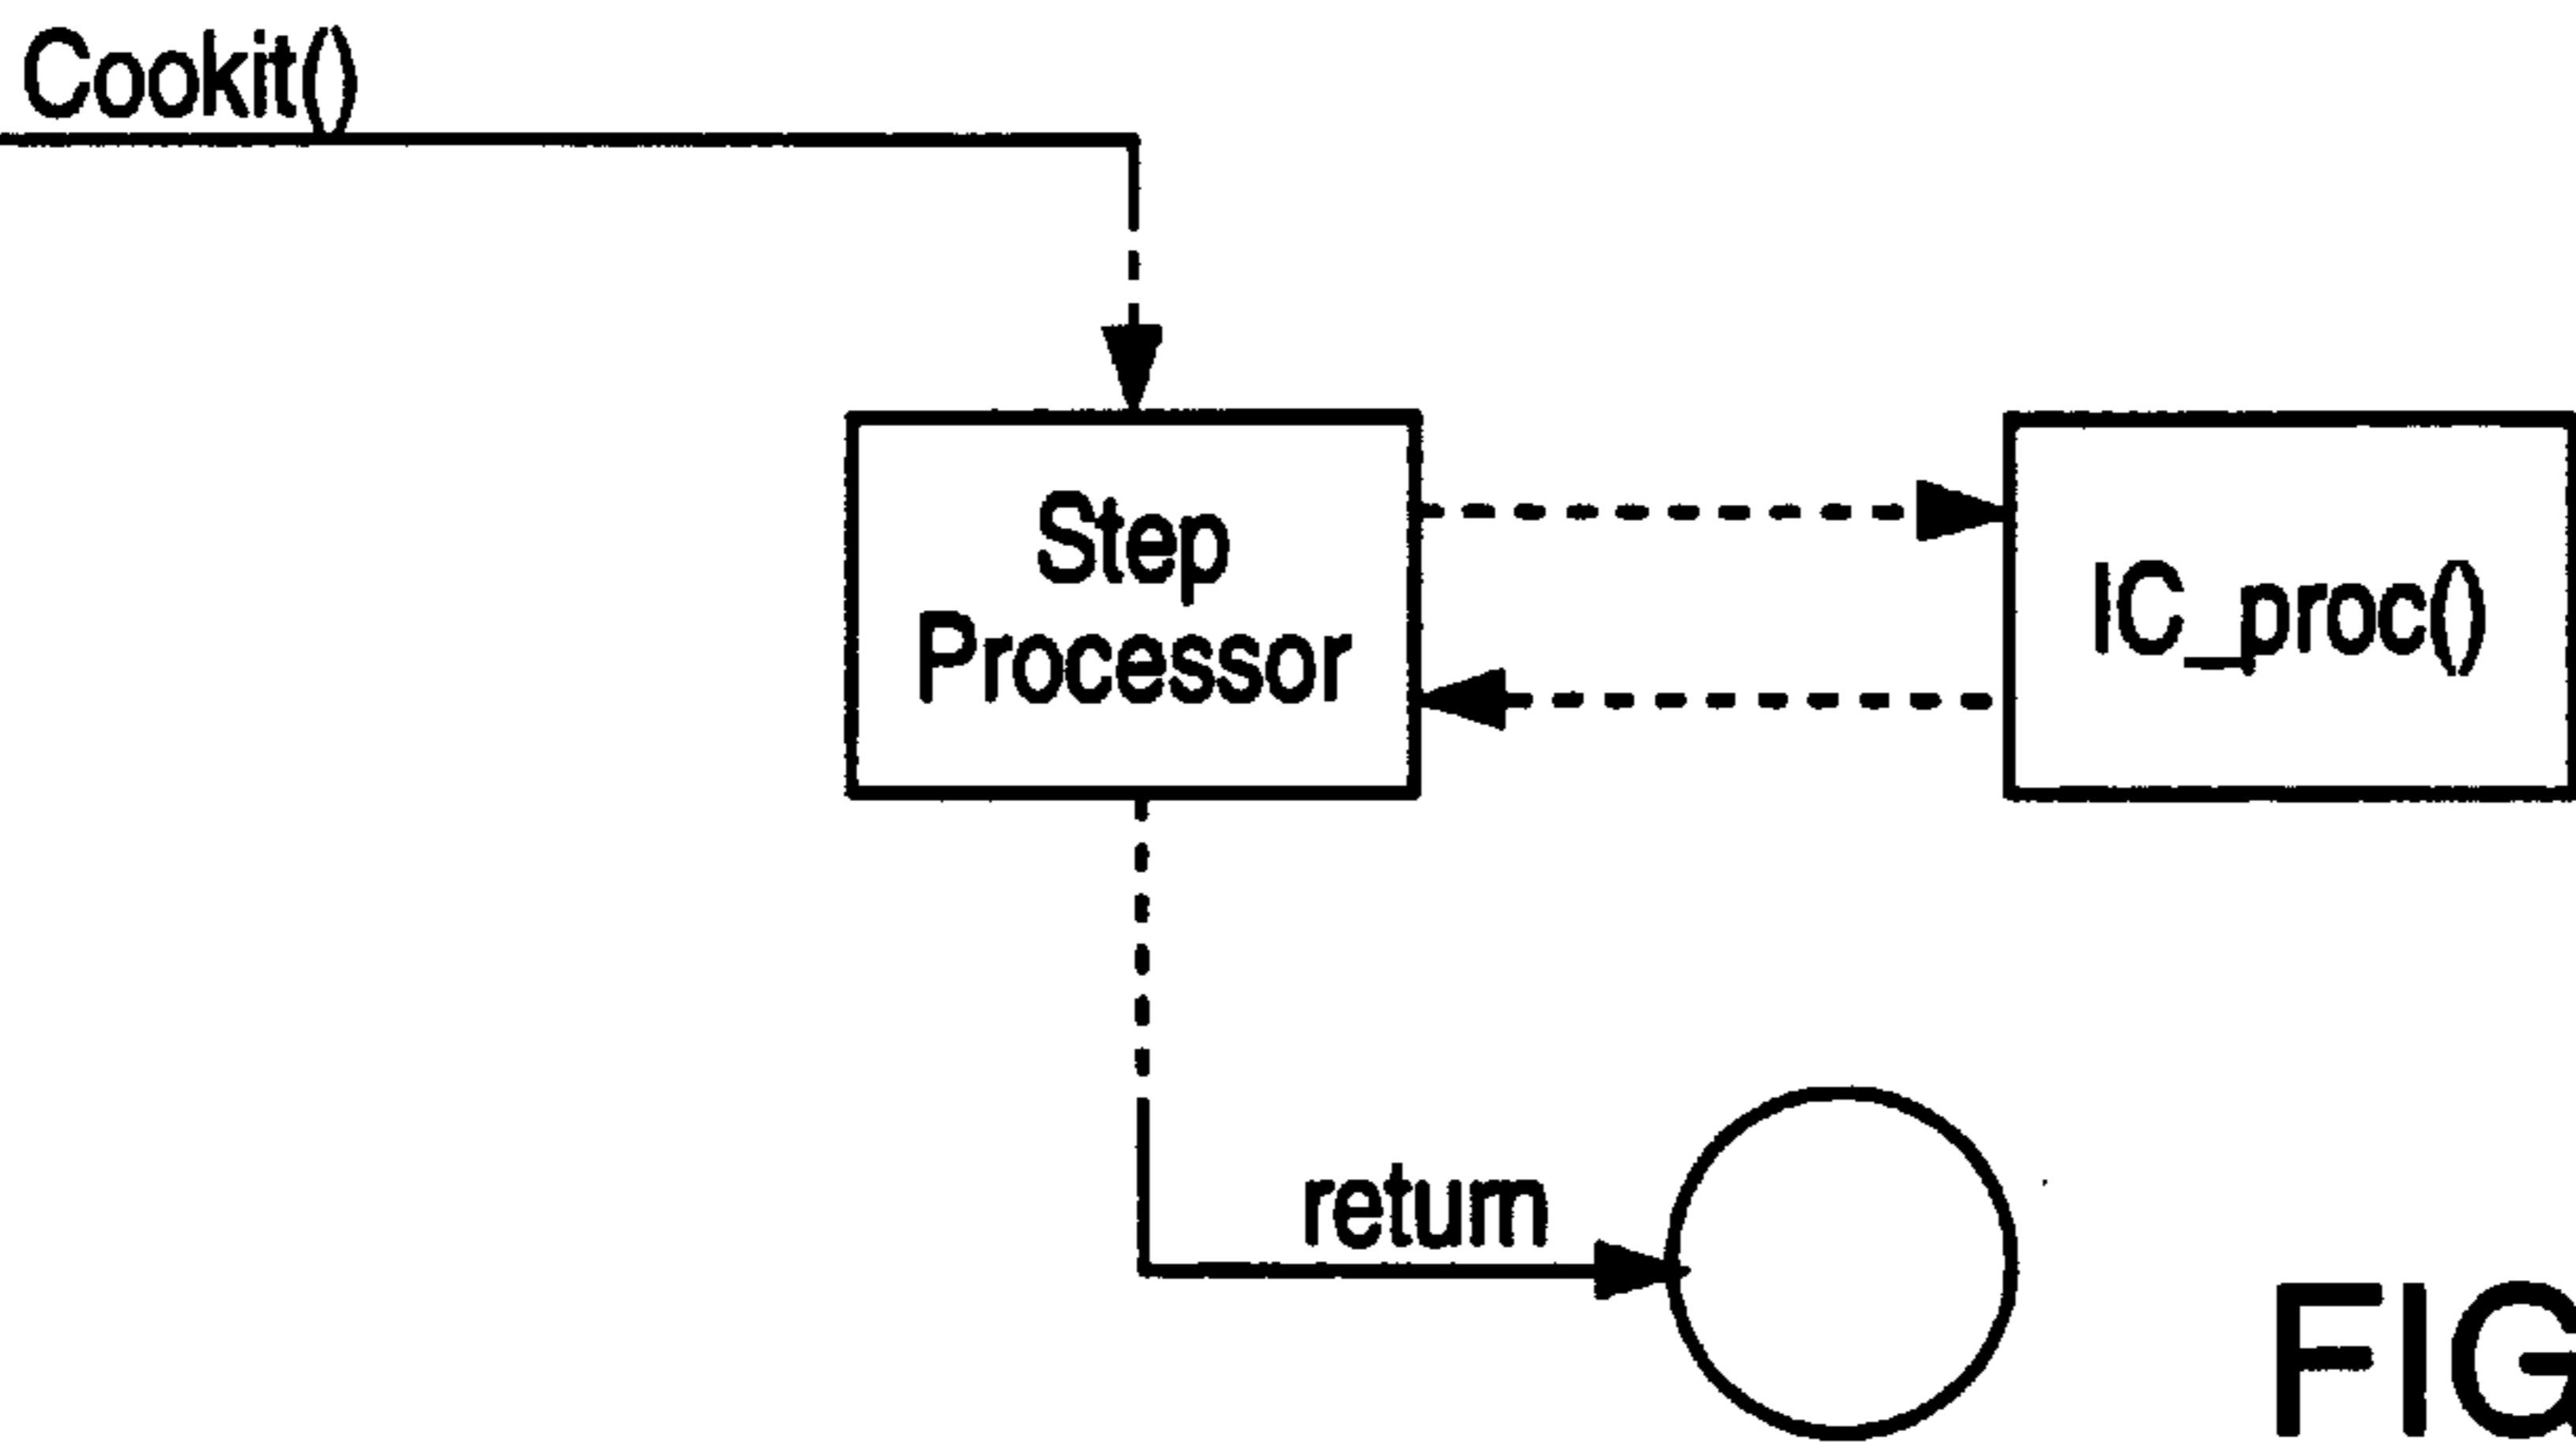 Cookit()
Step
Processor
IC_proc()
return
FIG